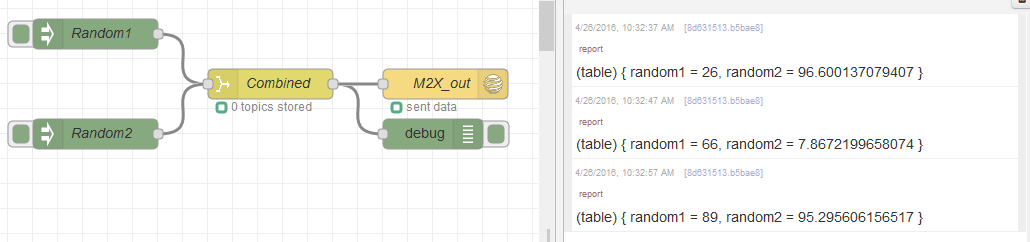 Random1
Combined
M2X_out
0 topics stored
sent data
Random2
debug
4/26/2016, 10:32:37 AM [8d631513.b5bae8]
report
(table) { random1 = 26, random2 = 96.600137079407 }
4/26/2016, 10:32:47 AM [8d631513.b5bae8]
report
(table) { random1 = 66, random2 = 7.8672199658074 }
4/26/2016, 10:32:57 AM [8d631513.b5bae8]
report
(table) { random1 = 89, random2 = 95.295606156517 }